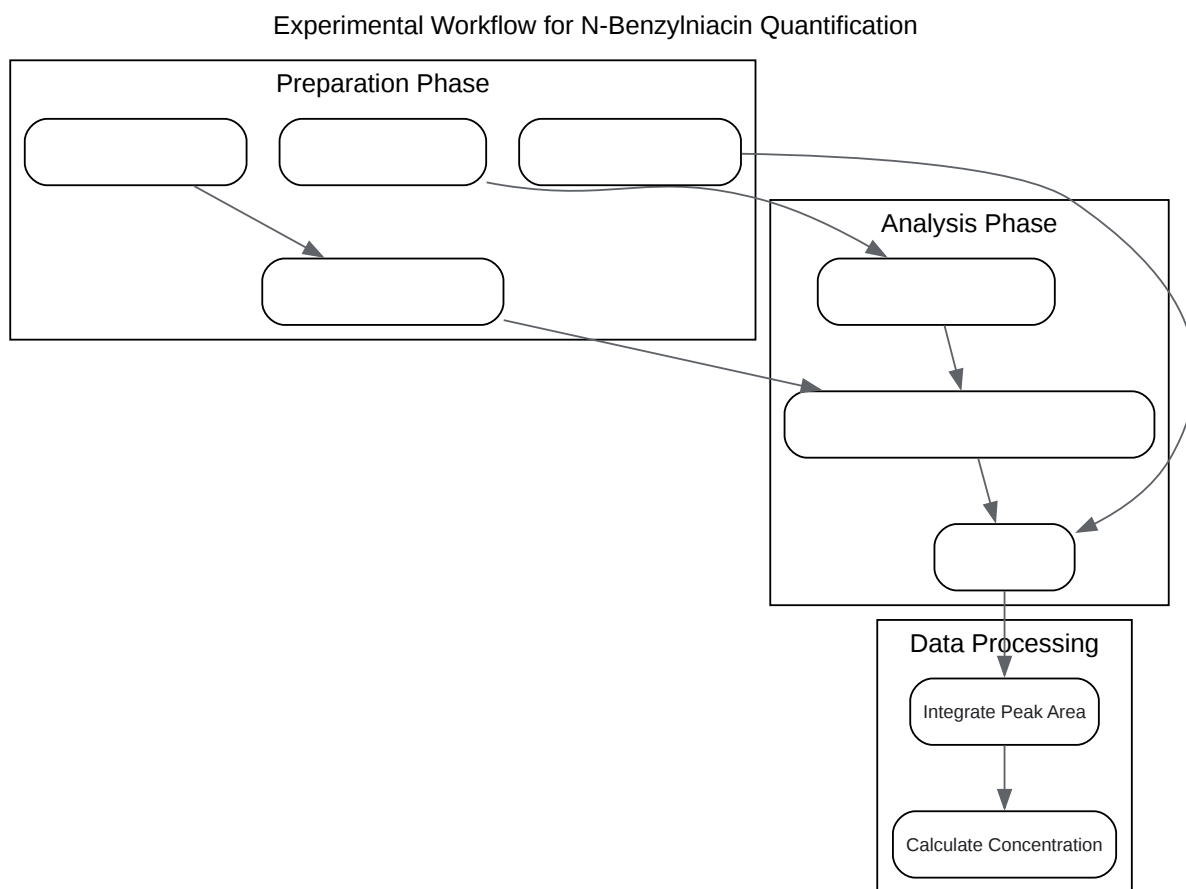 Experimental Workflow for N-Benzylniacin Quantification
Preparation Phase
Analysis Phase
Data Processing
Integrate Peak Area
Calculate Concentration